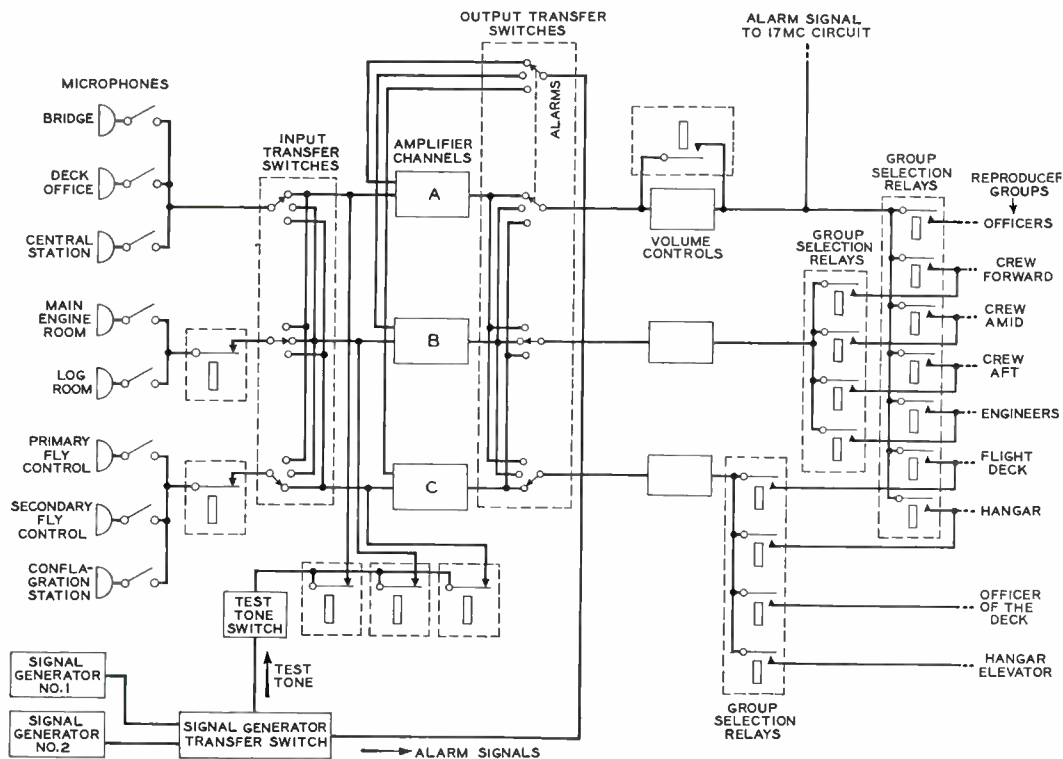 OUTPUT TRANSFER
SWITCHES
ALARM SIGNAL
TO 17MC CIRCUIT
MICROPHONES
BRIDGE
DECK
OFFICE
CENTRAL
STATION
MAIN
ENGINE
ROOM
LOG
ROOM
PRIMARY
FLY
CONTROL
SECONDARY
FLY
CONTROL
CONFLA-
GRATION
STATION
INPUT
TRANSFER
SWITCHES
AMPLIFIER
CHANNELS
A
B
C
ALARMS
VOLUME
CONTROLS
GROUP
SELECTION
RELAYS
GROUP
SELECTION
RELAYS
REPRODUCER
GROUPS
OFFICERS
CREW
FORWARD
CREW
AMID
CREW
AFT
ENGINEERS
FLIGHT
DECK
HANGAR
OFFICER
OF THE
DECK
HANGAR
ELEVATOR
GROUP
SELECTION
RELAYS
TEST
TONE
SWITCH
TEST
TONE
SIGNAL
GENERATOR
NO.1
SIGNAL
GENERATOR
NO.2
SIGNAL GENERATOR
TRANSFER SWITCH
ALARM SIGNALS